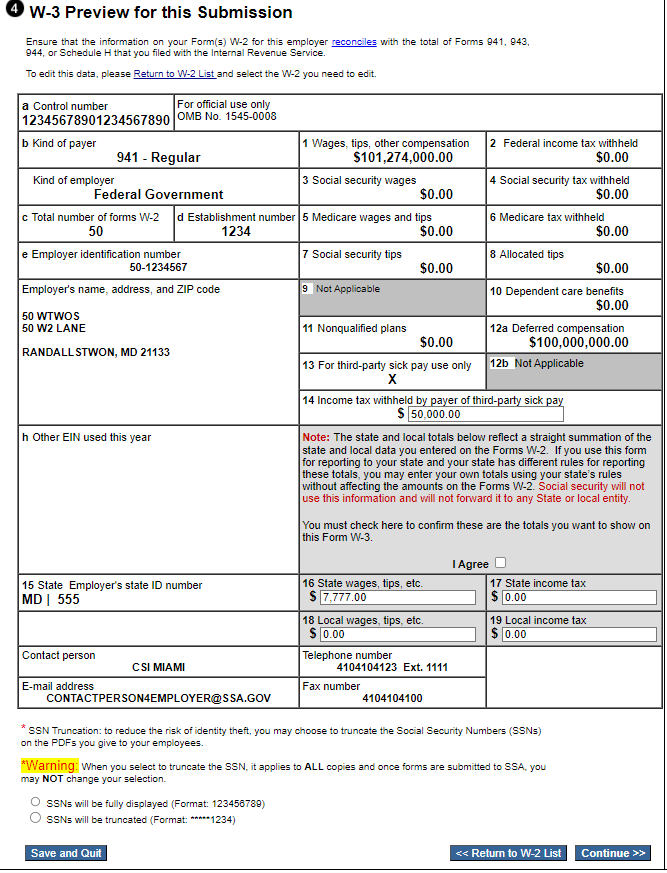 4 W-3 Preview for this Submission
Ensure that the information on your Form(s) W-2 for this employer reconciles with the total of Forms 941, 943,
944, or Schedule H that you filed with the Internal Revenue Service.
To edit this data, please Return to W-2 List and select the W-2 you need to edit.
a Control number
12345678901234567890
For official use only
OMB No. 1545-0008
b Kind of payer
941 - Regular
1 Wages, tips, other compensation
$101,274,000.00
2 Federal income tax withheld
$0.00
Kind of employer
Federal Government
3 Social security wages
$0.00
4 Social security tax withheld
$0.00
c Total number of forms W-2
50
d Establishment number
1234
5 Medicare wages and tips
$0.00
6 Medicare tax withheld
$0.00
e Employer identification number
50-1234567
7 Social security tips
$0.00
8 Allocated tips
$0.00
Employer's name, address, and ZIP code
50 WTWOS
50 W2 LANE
RANDALLSTWON, MD 21133
9 Not Applicable
10 Dependent care benefits
$0.00
11 Nonqualified plans
$0.00
12a Deferred compensation
$100,000,000.00
13 For third-party sick pay use only
X
12b Not Applicable
14 Income tax withheld by payer of third-party sick pay
$ 50,000.00
h Other EIN used this year
Note: The state and local totals below reflect a straight summation of the
state and local data you entered on the Forms W-2. If you use this form
for reporting to your state and your state has different rules for reporting
these totals, you may enter your own totals using your state's rules
without affecting the amounts on the Forms W-2. Social security will not
use this information and will not forward it to any State or local entity.
You must check here to confirm these are the totals you want to show on
this Form W-3.
I Agree
15 State Employer's state ID number
MD | 555
16 State wages, tips, etc.
$ 7,777.00
17 State income tax
$ 0.00
18 Local wages, tips, etc.
$ 0.00
19 Local income tax
$ 0.00
Contact person
CSI MIAMI
Telephone number
4104104123 Ext. 1111
E-mail address
CONTACTPERSON4EMPLOYER@SSA.GOV
Fax number
4104104100
* SSN Truncation: to reduce the risk of identity theft, you may choose to truncate the Social Security Numbers (SSNs)
on the PDFs you give to your employees.
*Warning: When you select to truncate the SSN, it applies to ALL copies and once forms are submitted to SSA, you
may NOT change your selection.
SSNs will be fully displayed (Format: 123456789)
SSNs will be truncated (Format: *****1234)
Save and Quit
<< Return to W-2 List
Continue >>